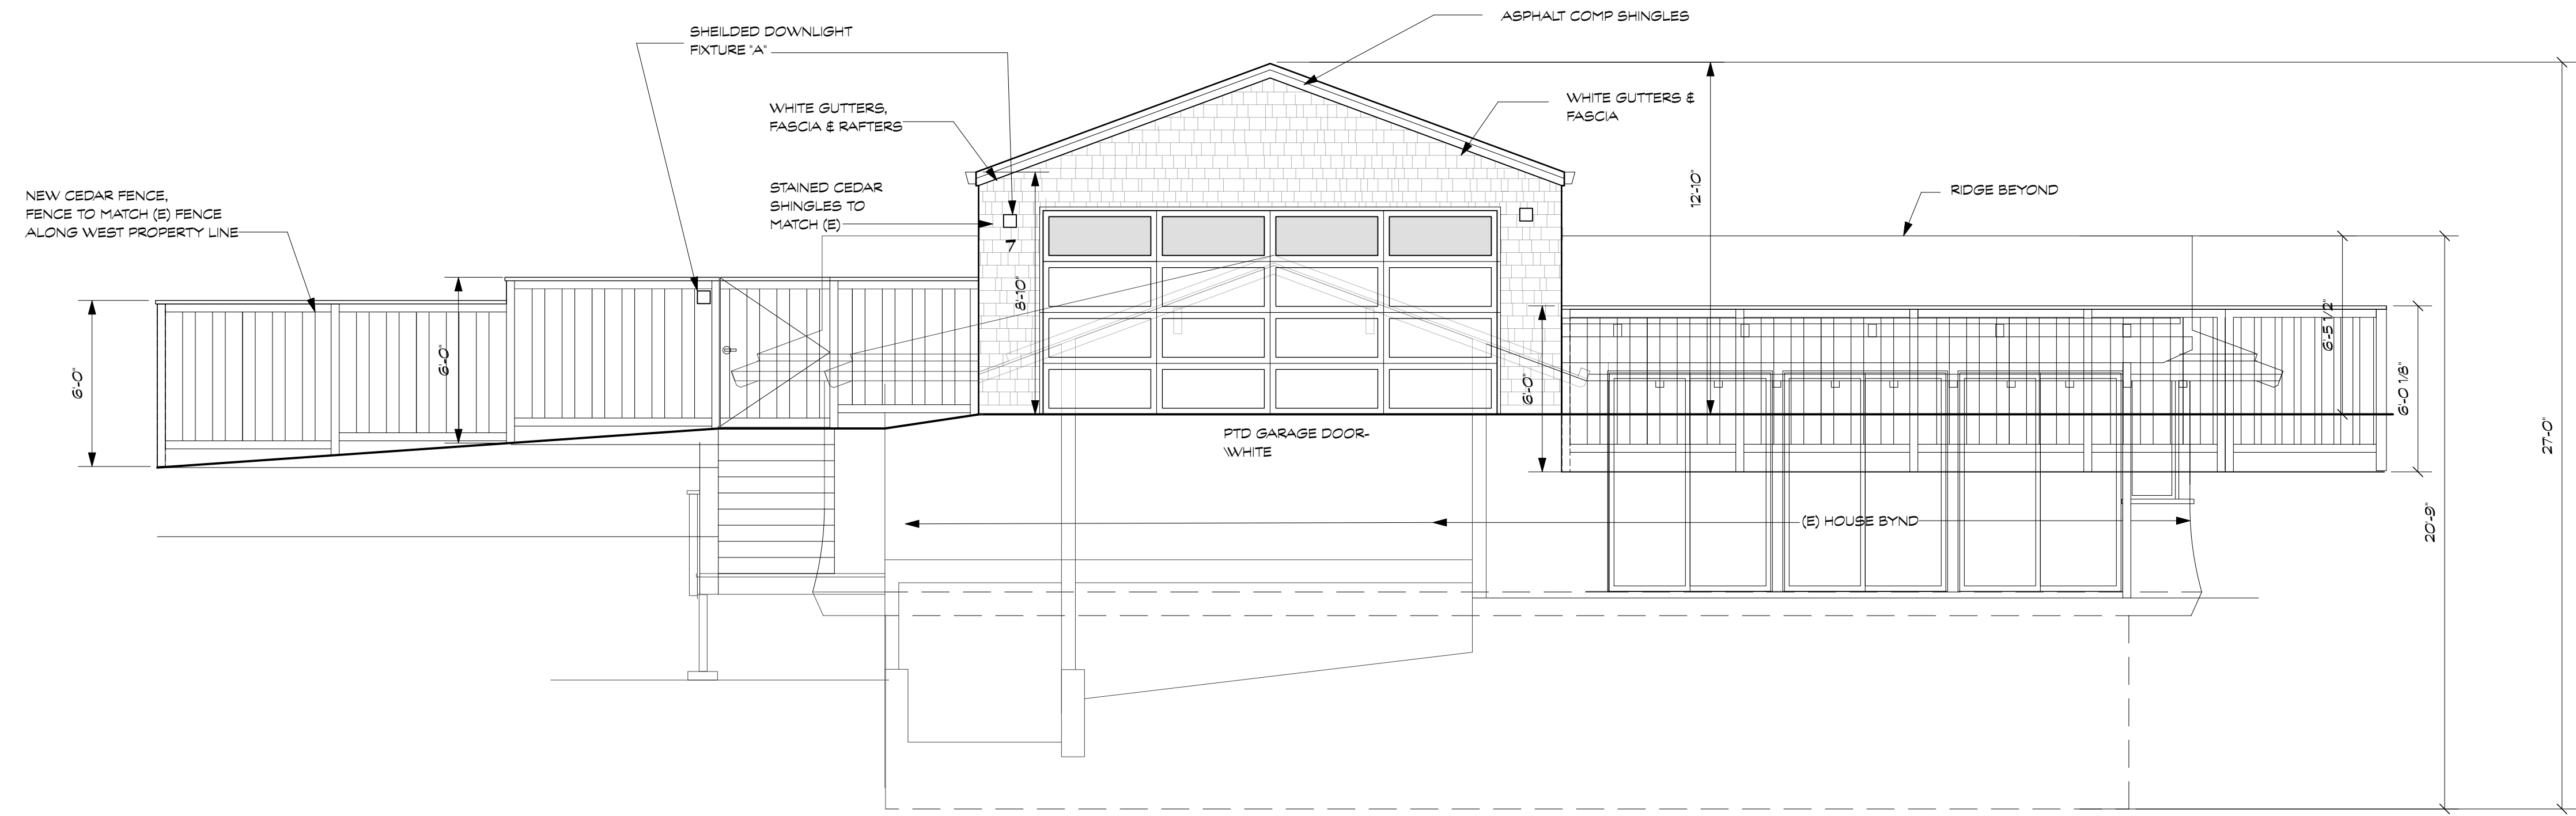 SHEILDED DOWNLIGHT
FIXTURE "A"
ASPHALT COMP SHINGLES
WHITE GUTTERS,
FASCIA & RAFTERS
WHITE GUTTERS &
FASCIA
STAINED CEDAR
SHINGLES TO
MATCH (E)
NEW CEDAR FENCE,
FENCE TO MATCH (E) FENCE
ALONG WEST PROPERTY LINE
RIDGE BEYOND
12'-10"
7
8'-10"
6'-0"
6'-0"
6'-0"
6'-5 1/2"
6'-0 1/8"
27'-0"
20'-9"
PTD GARAGE DOOR-
WHITE
(E) HOUSE BYND